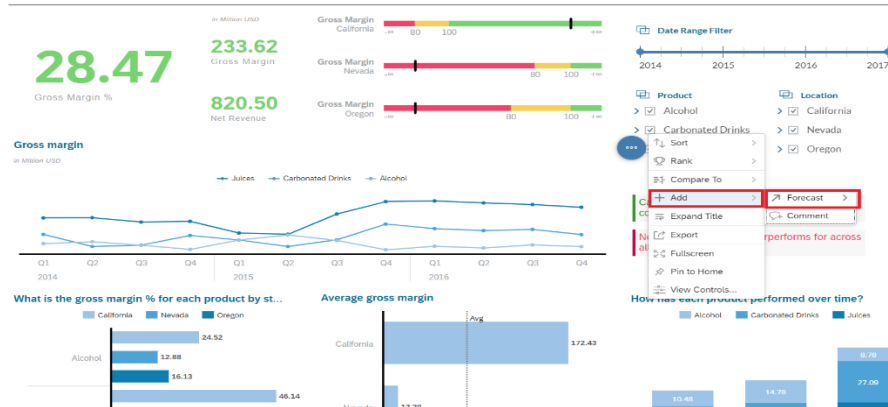 in Million USD
28.47
Gross Margin %
233.62
Gross Margin
820.50
Net Revenue
Gross Margin
California
80 100
Gross Margin
Nevada
80 100
Gross Margin
Oregon
80 100
Date Range Filter
2014 2015 2016 2017
Product
Alcohol
Carbonated Drinks
Location
California
Nevada
Oregon
Sort
Rank
Compare To
Add
Expand Title
Export
Fullscreen
Pin to Home
View Controls...
Forecast
Comment
rperforms for across
Gross margin
in Million USD
Juices Carbonated Drinks Alcohol
Q1 Q2 Q3 Q4 Q1 Q2 Q3 Q4 Q1 Q2 Q3 Q4
2014 2015 2016
What is the gross margin % for each product by st...
California Nevada Oregon
Alcohol
24.52
12.88
16.13
46.14
Average gross margin
Avg
California
172.43
Nevada
17.70
How has each product performed over time?
Alcohol Carbonated Drinks Juices
10.48
14.78
8.70
27.09